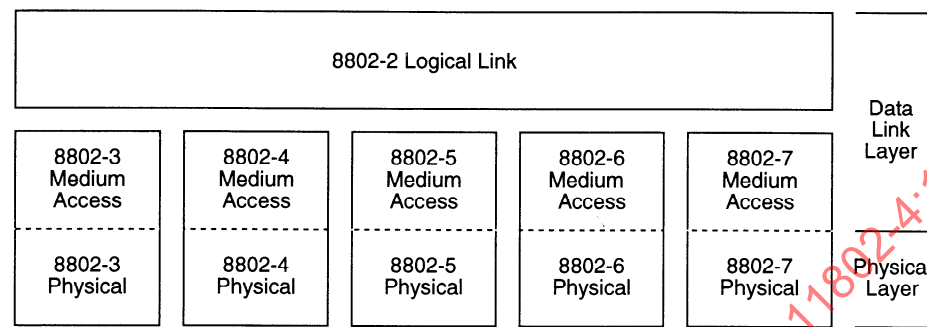 8802-2 Logical Link
Data
Link
Layer
8802-3
Medium
Access
8802-4
Medium
Access
8802-5
Medium
Access
8802-6
Medium
Access
8802-7
Medium
Access
8802-3
Physical
8802-4
Physical
8802-5
Physical
8802-6
Physical
8802-7
Physical
Physica
Layer
11802-4: